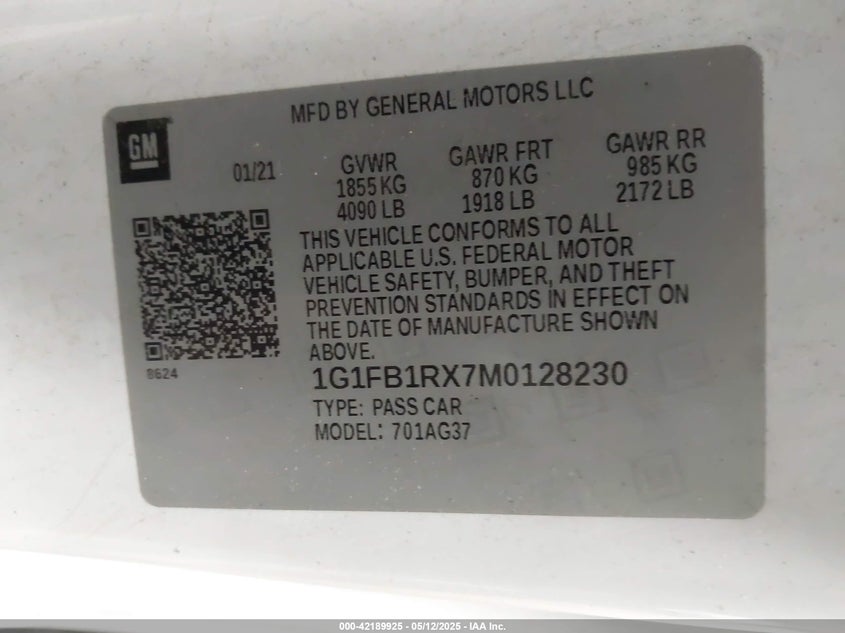 MFD BY GENERAL MOTORS LLC
GM
01/21
GVWR
1855 KG
4090 LB
GAWR FRT
870 KG
1918 LB
GAWR RR
985 KG
2172 LB
THIS VEHICLE CONFORMS TO ALL
APPLICABLE U.S. FEDERAL MOTOR
VEHICLE SAFETY, BUMPER, AND THEFT
PREVENTION STANDARDS IN EFFECT ON
THE DATE OF MANUFACTURE SHOWN
ABOVE.
8624
1G1FB1RX7M0128230
TYPE: PASS CAR
MODEL: 701AG37
000-42189925 - 05/12/2025 - IAA Inc.